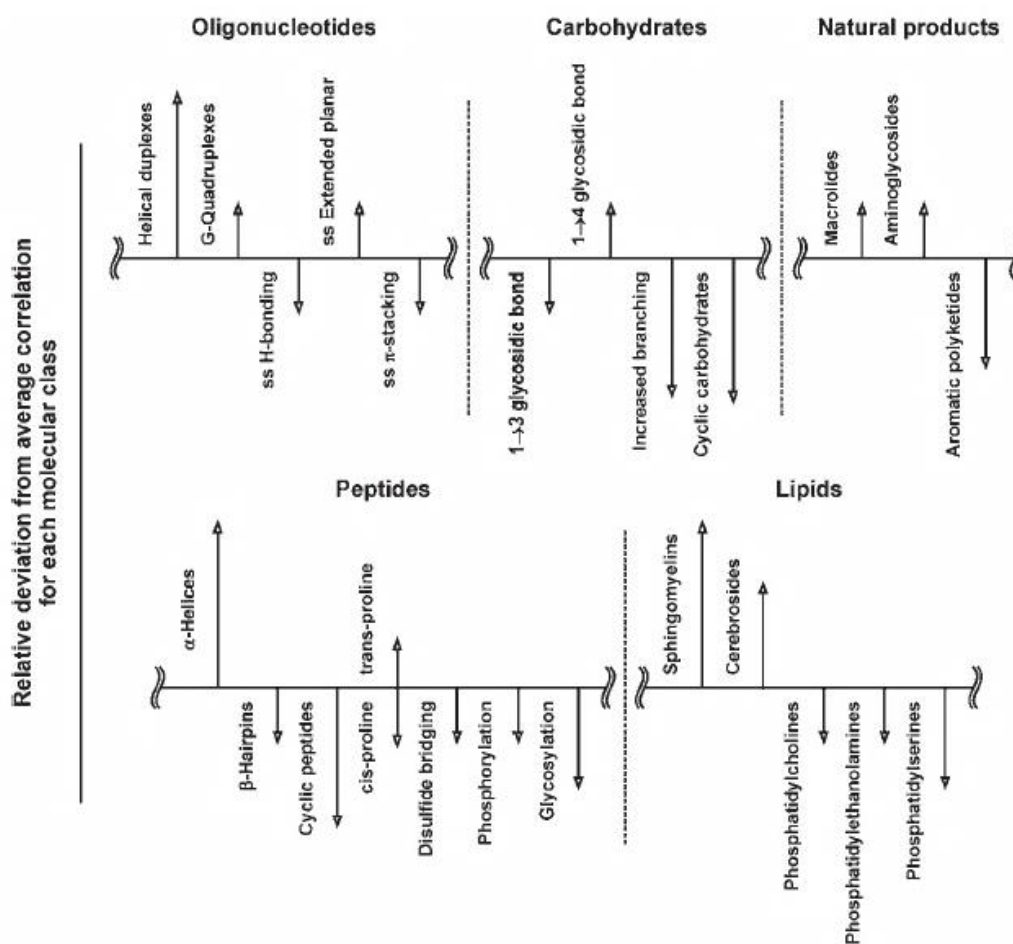 Relative deviation from average correlation
for each molecular class
Oligonucleotides
Helical duplexes
G-Quadruplexes
ss H-bonding
ss Extended planar
ss π-stacking
Carbohydrates
1→3 glycosidic bond
1→4 glycosidic bond
Increased branching
Cyclic carbohydrates
Natural products
Macrolides
Aminoglycosides
Aromatic polyketides
Peptides
α-Helices
β-Hairpins
Cyclic peptides
cis-proline
trans-proline
Disulfide bridging
Phosphorylation
Glycosylation
Lipids
Sphingomyelins
Cerebrosides
Phosphatidylcholines
Phosphatidylethanolamines
Phosphatidylserines